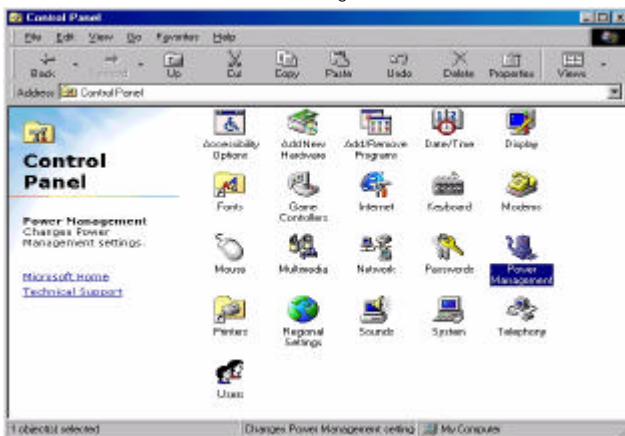 Control Panel
File Edit View Go Favorites Help
Back Forward Up Cut Copy Paste Undo Delete Properties Views
Address Control Panel
Control
Panel
Power Management
Changes Power
Management settings.
Microsoft Home
Technical Support
Accessibility
Options
Add New
Hardware
Add/Remove
Programs
Date/Time
Display
Fonts
Game
Controllers
Internet
Keyboard
Modems
Mouse
Multimedia
Network
Passwords
Power
Management
Printers
Regional
Settings
Sounds
System
Telephony
Users
1 object(s) selected
Changes Power Management setting
My Computer